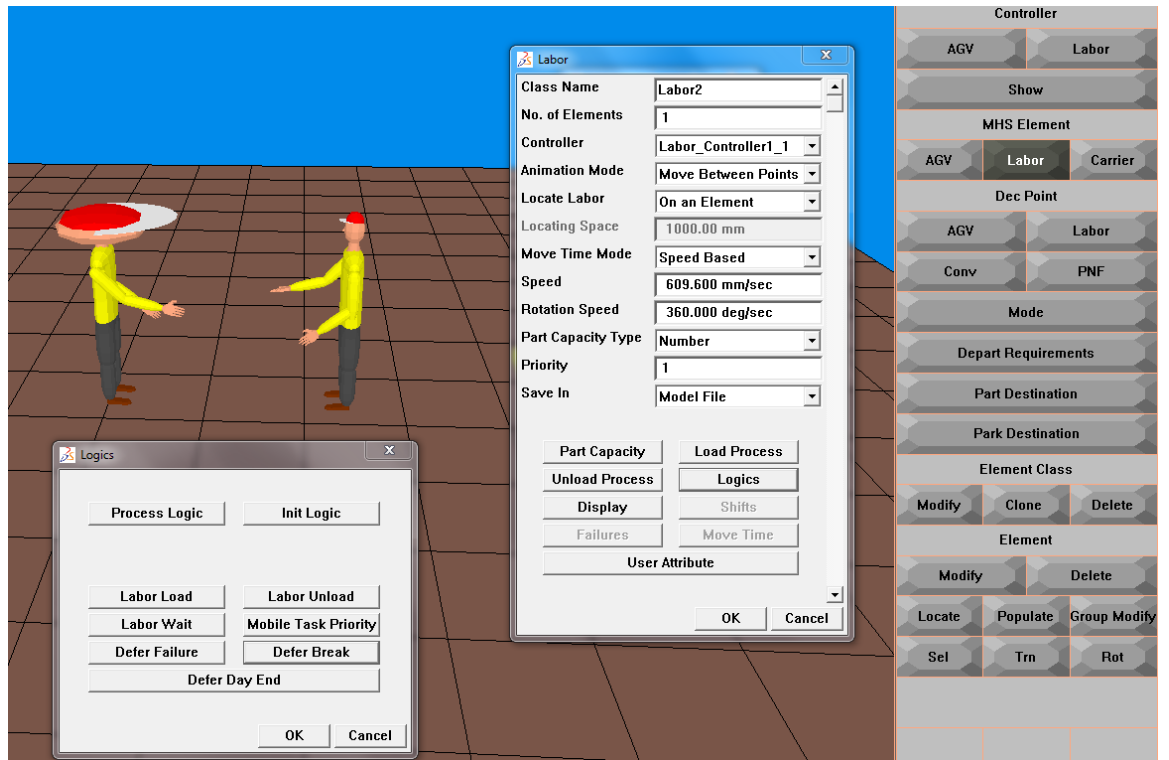 Labor
Class Name Labor2
No. of Elements 1
Controller Labor_Controller1_1
Animation Mode Move Between Points
Locate Labor On an Element
Locating Space 1000.00 mm
Move Time Mode Speed Based
Speed 609.600 mm/sec
Rotation Speed 360.000 deg/sec
Part Capacity Type Number
Priority 1
Save In Model File
Part Capacity Load Process
Unload Process Logics
Display Shifts
Failures Move Time
User Attribute
OK Cancel
Logics
Process Logic Init Logic
Labor Load Labor Unload
Labor Wait Mobile Task Priority
Defer Failure Defer Break
Defer Day End
OK Cancel
Controller
AGV Labor
Show
MHS Element
AGV Labor Carrier
Dec Point
AGV Labor
Conv PNF
Mode
Depart Requirements
Part Destination
Park Destination
Element Class
Modify Clone Delete
Element
Modify Delete
Locate Populate Group Modify
Sel Trn Rot